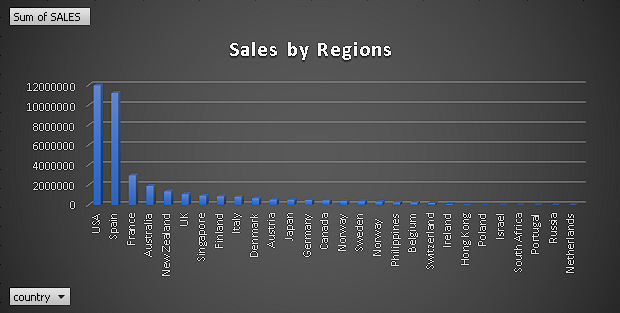 Sum of SALES
Sales by Regions
12000000
10000000
8000000
6000000
4000000
2000000
0
USA
Spain
France
Australia
New Zealand
UK
Singapore
Finland
Italy
Denmark
Austria
Japan
Germany
Canada
Norway
Sweden
Norway
Philippines
Belgium
Switzerland
Ireland
Hong Kong
Poland
Israel
South Africa
Portugal
Russia
Netherlands
country